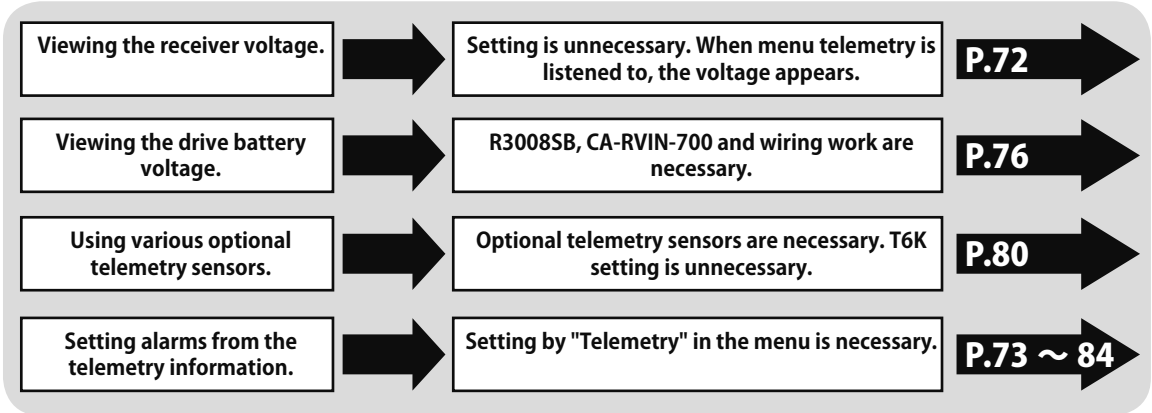 Viewing the receiver voltage.
Setting is unnecessary. When menu telemetry is
listened to, the voltage appears.
P.72
Viewing the drive battery
voltage.
R3008SB, CA-RVIN-700 and wiring work are
necessary.
P.76
Using various optional
telemetry sensors.
Optional telemetry sensors are necessary. T6K
setting is unnecessary.
P.80
Setting alarms from the
telemetry information.
Setting by "Telemetry" in the menu is necessary.
P.73 ～ 84